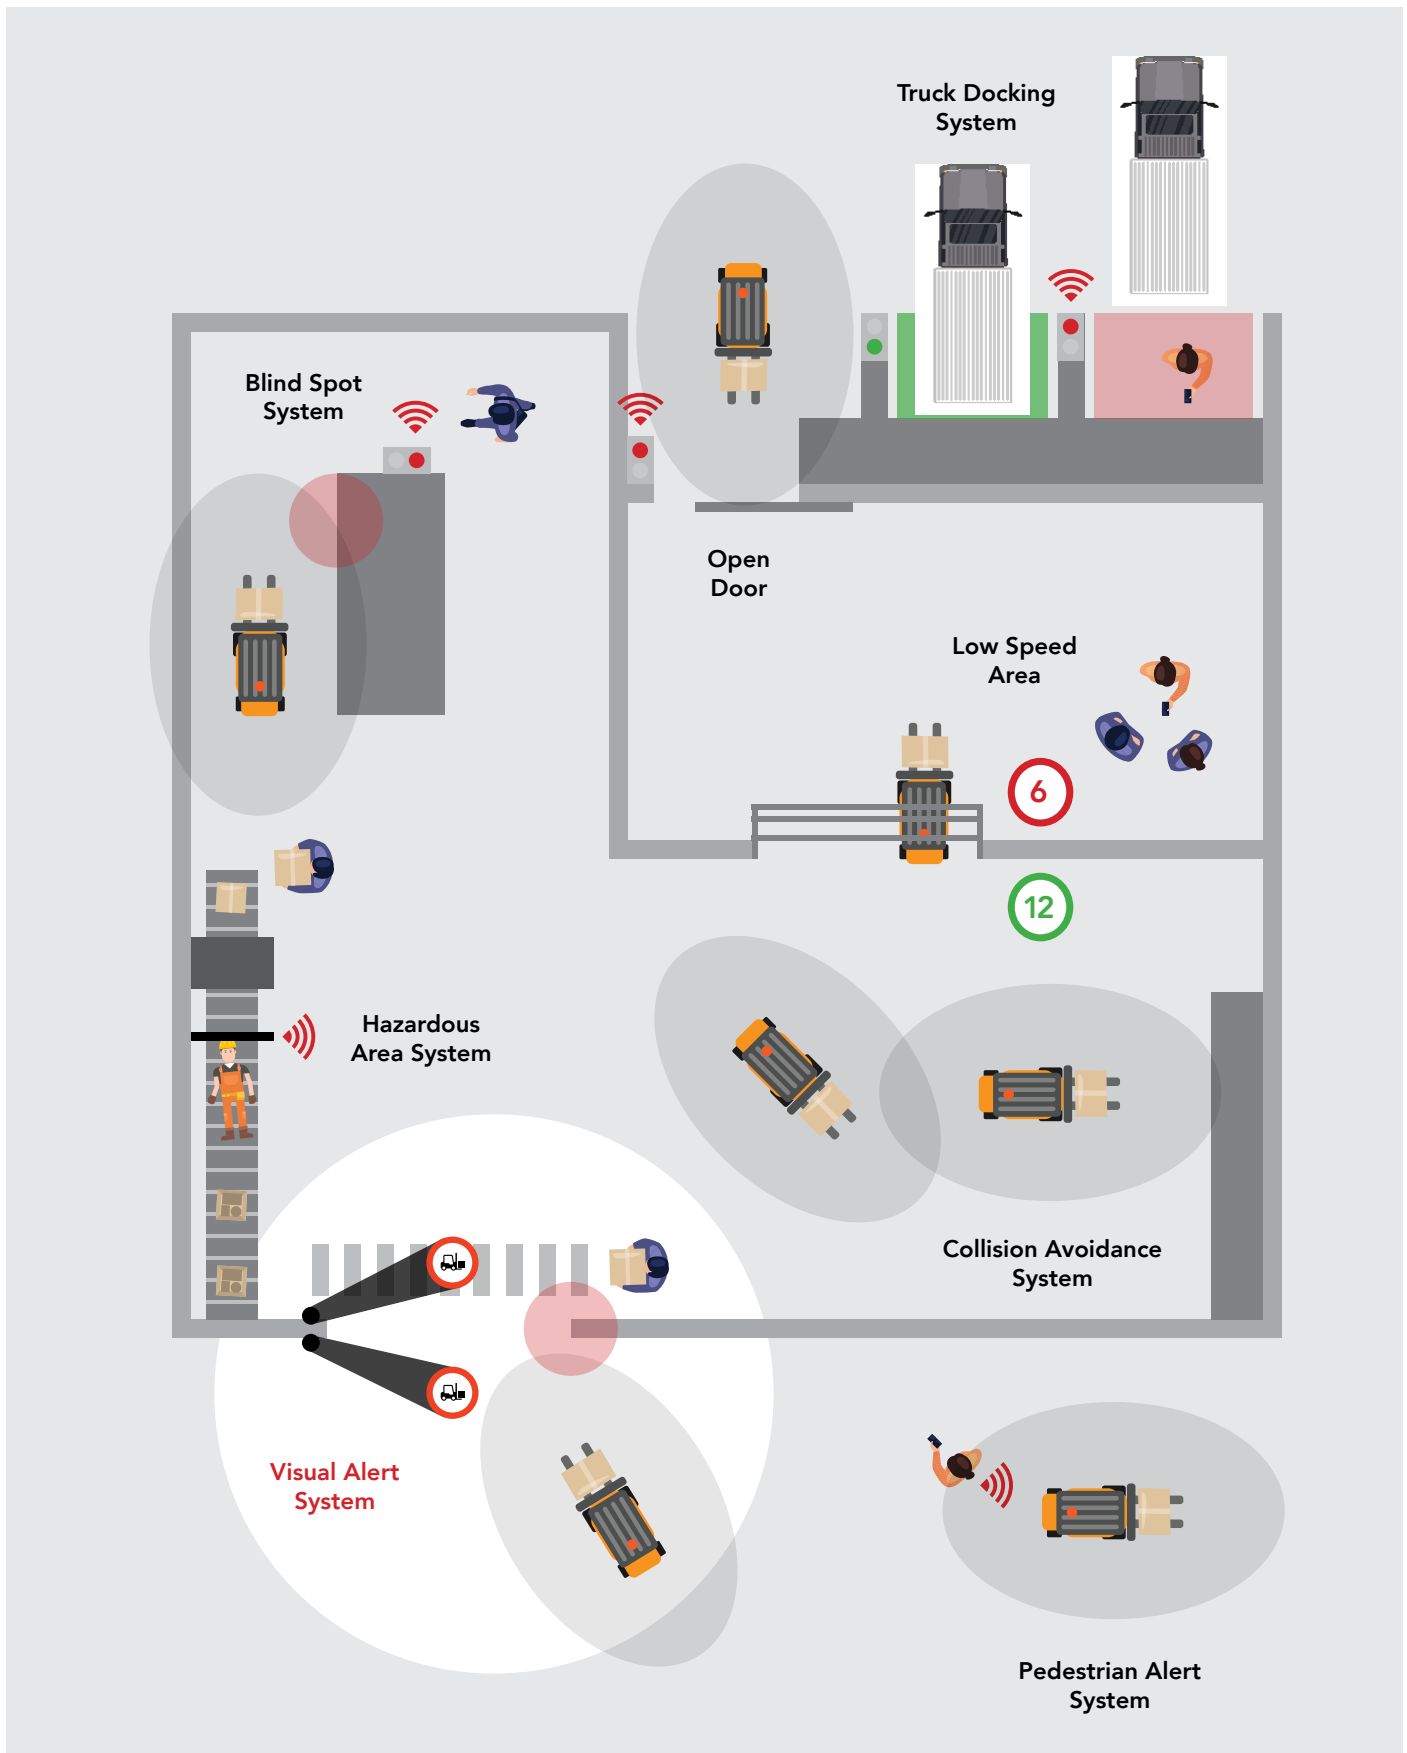 Truck Docking
System
Blind Spot
System
Open
Door
Low Speed
Area
6
12
Hazardous
Area System
Collision Avoidance
System
Visual Alert
System
Pedestrian Alert
System